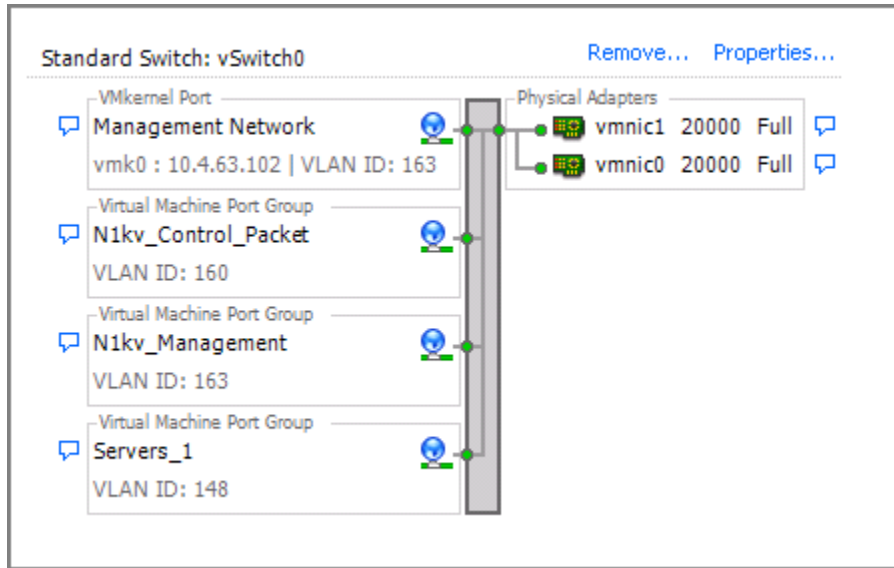 Standard Switch: vSwitch0 Remove... Properties...
VMkernel Port
Management Network
vmk0 : 10.4.63.102 | VLAN ID: 163
Physical Adapters
vmnic1 20000 Full
vmnic0 20000 Full
Virtual Machine Port Group
N1kv_Control_Packet
VLAN ID: 160
Virtual Machine Port Group
N1kv_Management
VLAN ID: 163
Virtual Machine Port Group
Servers_1
VLAN ID: 148